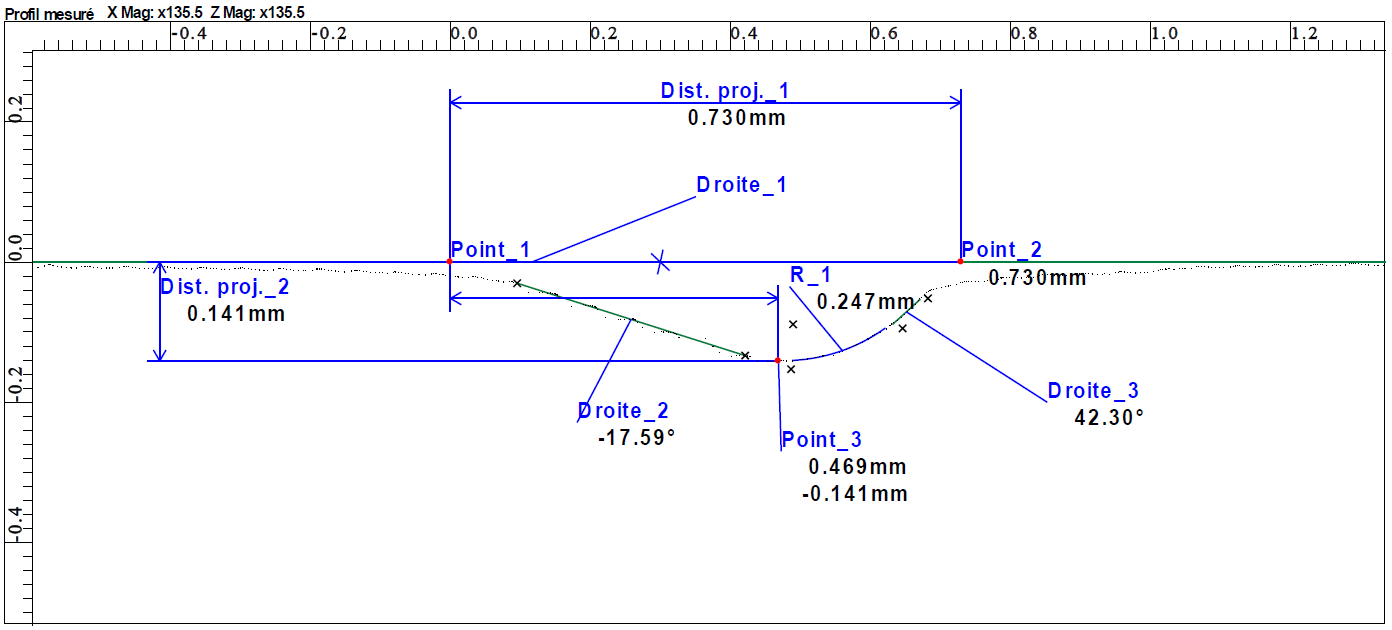 Profil mesuré X Mag: x135.5 Z Mag: x135.5
-0.4 -0.2 0.0 0.2 0.4 0.6 0.8 1.0 1.2
0.2
Dist. proj._1
0.730mm
Droite_1
0.0
Point_1
Point_2
0.730mm
R_1
0.247mm
Dist. proj._2
0.141mm
-0.2
Droite_3
42.30°
Droite_2
-17.59°
Point_3
0.469mm
-0.141mm
-0.4